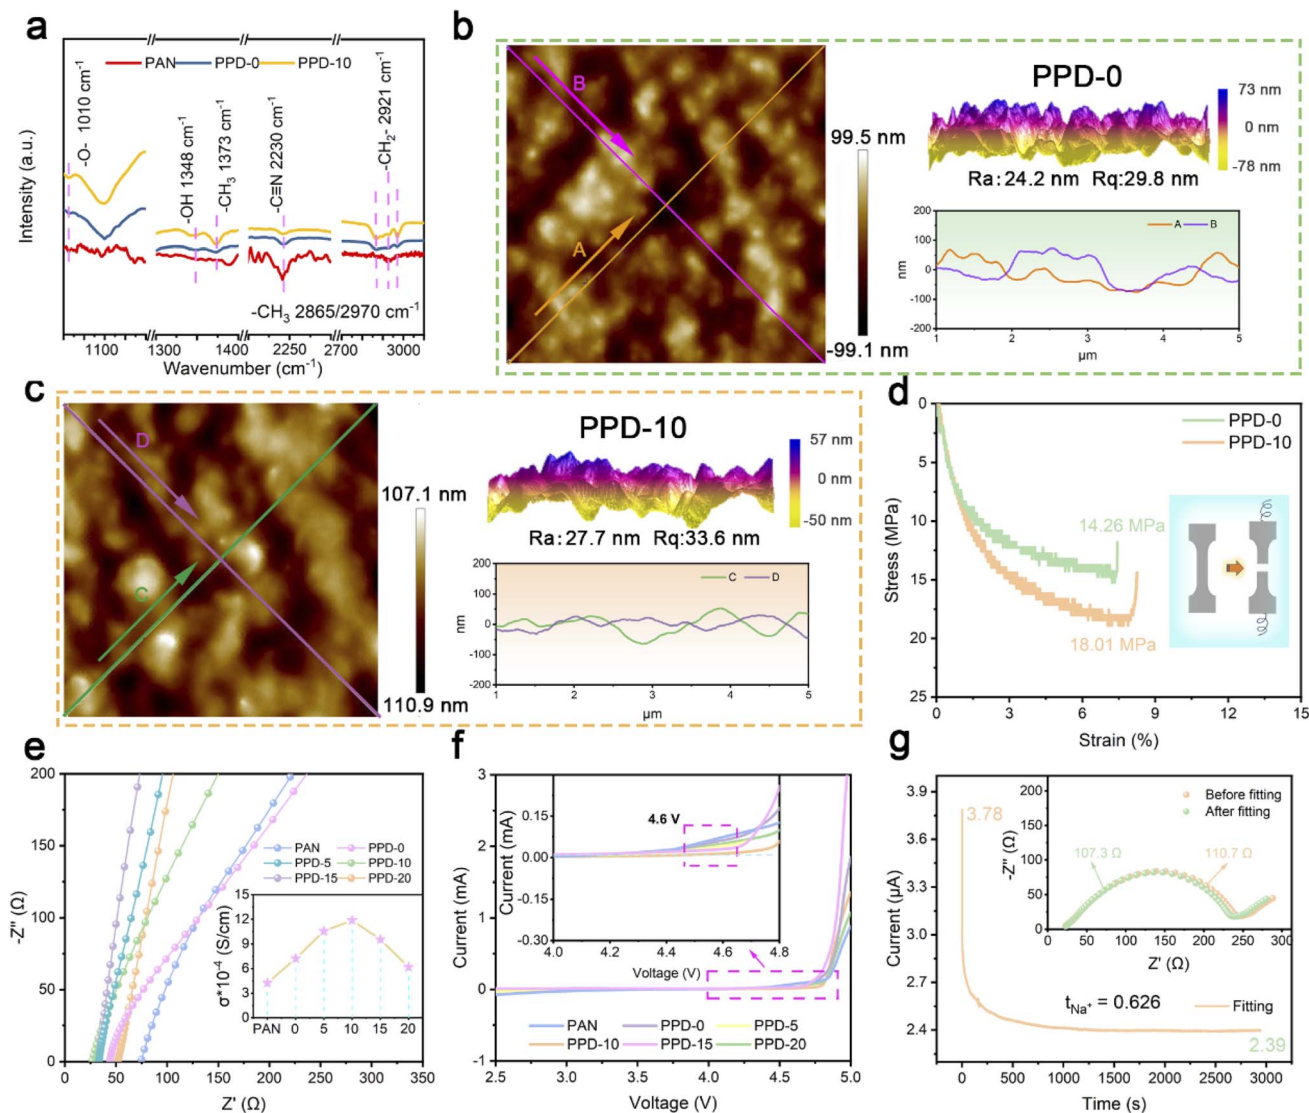 a
PAN PPD-0 PPD-10
-O- 1010 cm⁻¹
-OH 1348 cm⁻¹
-CH₃ 1373 cm⁻¹
-C≡N 2230 cm⁻¹
-CH₂- 2921 cm⁻¹
-CH₃ 2865/2970 cm⁻¹
Intensity (a.u.)
1100 1300 1400 2250 2700 3000
Wavenumber (cm⁻¹)
b
B
A
99.5 nm
-99.1 nm
PPD-0
73 nm
0 nm
-78 nm
Ra:24.2 nm Rq:29.8 nm
A B
200
100
0
-100
-200
nm
1 2 3 4 5
μm
c
D
C
107.1 nm
110.9 nm
PPD-10
57 nm
0 nm
-50 nm
Ra:27.7 nm Rq:33.6 nm
C D
200
100
0
-100
-200
nm
1 2 3 4 5
μm
d
PPD-0
PPD-10
14.26 MPa
18.01 MPa
0
5
10
15
20
25
Stress (MPa)
0 3 6 9 12 15
Strain (%)
e
200
150
100
50
0
-Z'' (Ω)
PAN PPD-0
PPD-5 PPD-10
PPD-15 PPD-20
15
12
9
6
3
0
σ*10⁻⁴ (S/cm)
PAN 0 5 10 15 20
0 50 100 150 200 250 300 350
Z' (Ω)
f
3
2
1
0
-1
Current (mA)
0.15
0.00
-0.15
-0.30
Current (mA)
4.6 V
4.0 4.2 4.4 4.6 4.8
Voltage (V)
PAN PPD-0 PPD-5
PPD-10 PPD-15 PPD-20
2.5 3.0 3.5 4.0 4.5 5.0
Voltage (V)
g
3.9
3.6
3.3
3.0
2.7
2.4
Current (μA)
3.78
200
150
100
50
0
-Z'' (Ω)
Before fitting
After fitting
107.3 Ω
110.7 Ω
0 50 100 150 200 250 300
Z' (Ω)
tNa⁺ = 0.626
Fitting
2.39
0 500 1000 1500 2000 2500 3000
Time (s)